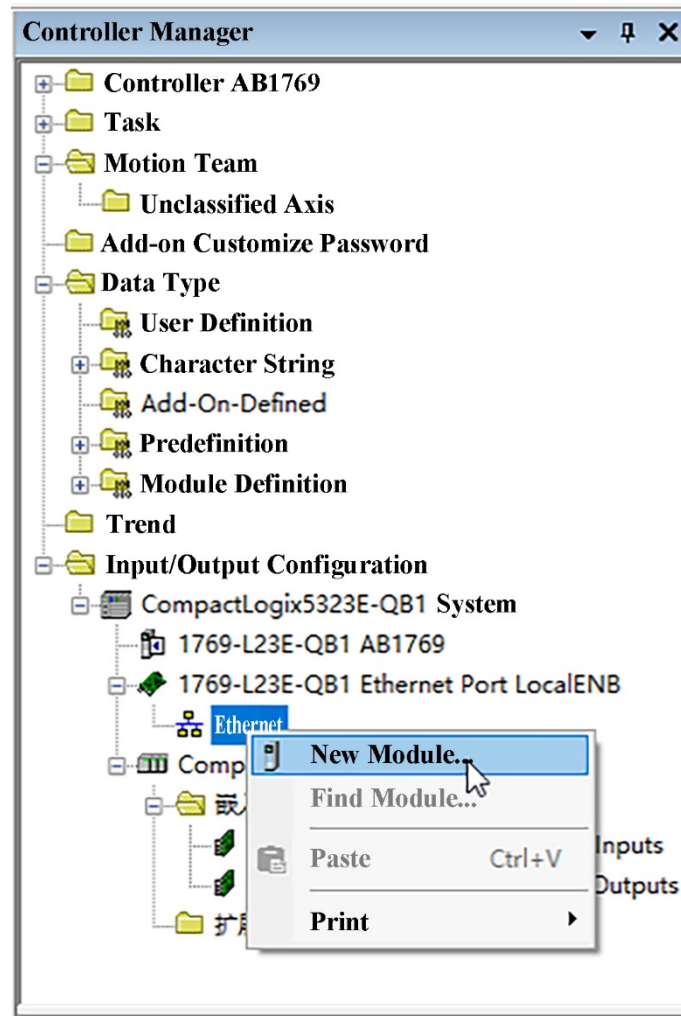 Controller Manager
Controller AB1769
Task
Motion Team
Unclassified Axis
Add-on Customize Password
Data Type
User Definition
Character String
Add-On-Defined
Predefinition
Module Definition
Trend
Input/Output Configuration
CompactLogix5323E-QB1 System
1769-L23E-QB1 AB1769
1769-L23E-QB1 Ethernet Port LocalENB
Ethernet
New Module...
Comp
Find Module...
嵌
Inputs
Paste Ctrl+V
Outputs
扩
Print